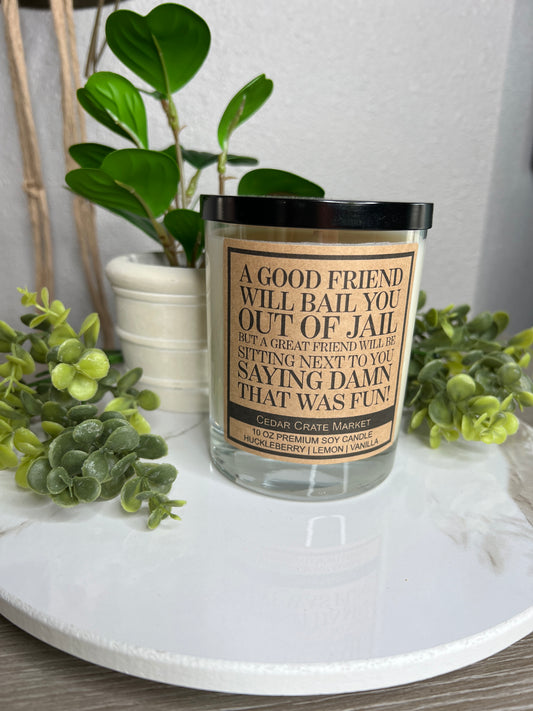 A GOOD FRIEND
WILL BAIL YOU
OUT OF JAIL
BUT A GREAT FRIEND WILL BE
SITTING NEXT TO YOU
SAYING DAMN
THAT WAS FUN!
CEDAR CRATE MARKET
10 OZ PREMIUM SOY CANDLE
HUCKLEBERRY | LEMON | VANILLA